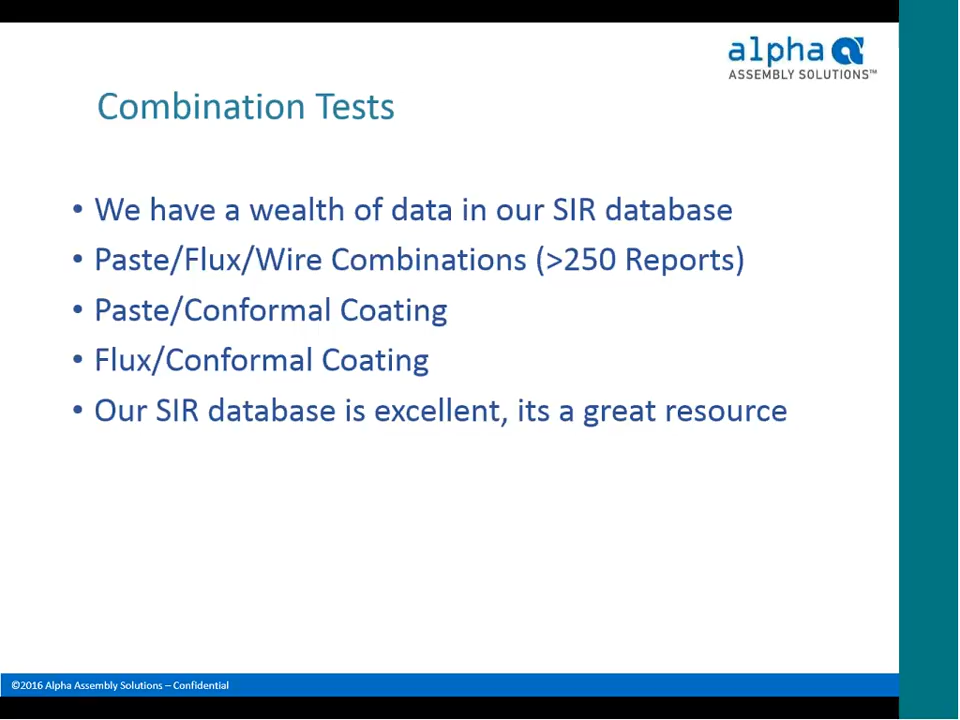 alpha
ASSEMBLY SOLUTIONS™
Combination Tests
• We have a wealth of data in our SIR database
• Paste/Flux/Wire Combinations (>250 Reports)
• Paste/Conformal Coating
• Flux/Conformal Coating
• Our SIR database is excellent, its a great resource
©2016 Alpha Assembly Solutions – Confidential